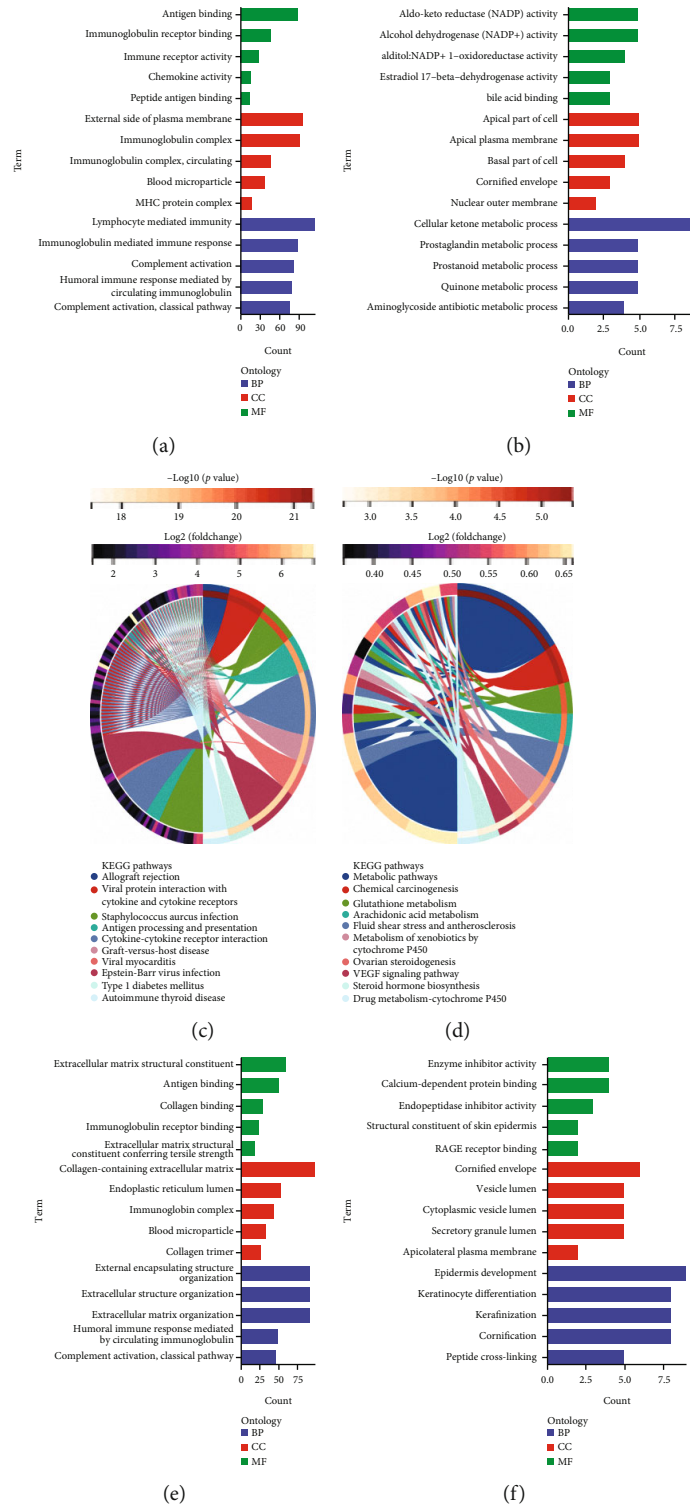 Term
Antigen binding
Immunoglobulin receptor binding
Immune receptor activity
Chemokine activity
Peptide antigen binding
External side of plasma membrane
Immunoglobulin complex
Immunoglobulin complex, circulating
Blood microparticle
MHC protein complex
Lymphocyte mediated immunity
Immunoglobulin mediated immune response
Complement activation
Humoral immune response mediated by
circulating immunoglobulin
Complement activation, classical pathway
0 30 60 90
Count
Ontology
BP
CC
MF
(a)
Term
Aldo-keto reductase (NADP) activity
Alcohol dehydrogenase (NADP+) activity
alditol:NADP+ 1–oxidoreductase activity
Estradiol 17–beta–dehydrogenase activity
bile acid binding
Apical part of cell
Apical plasma membrane
Basal part of cell
Cornified envelope
Nuclear outer membrane
Cellular ketone metabolic process
Prostaglandin metabolic process
Prostanoid metabolic process
Quinone metabolic process
Aminoglycoside antibiotic metabolic process
0.0 2.5 5.0 7.5
Count
Ontology
BP
CC
MF
(b)
–Log10 (p value)
18 19 20 21
Log2 (foldchange)
2 3 4 5 6
KEGG pathways
Allograft rejection
Viral protein interaction with
cytokine and cytokine receptors
Staphylococcus aurcus infection
Antigen processing and presentation
Cytokine-cytokine receptor interaction
Graft-versus-host disease
Viral myocarditis
Epstein-Barr virus infection
Type 1 diabetes mellitus
Autoimmune thyroid disease
(c)
–Log10 (p value)
3.0 3.5 4.0 4.5 5.0
Log2 (foldchange)
0.40 0.45 0.50 0.55 0.60 0.65
KEGG pathways
Metabolic pathways
Chemical carcinogenesis
Glutathione metabolism
Arachidonic acid metabolism
Fluid shear stress and antherosclerosis
Metabolism of xenobiotics by
cytochrome P450
Ovarian steroidogenesis
VEGF signaling pathway
Steroid hormone biosynthesis
Drug metabolism-cytochrome P450
(d)
Term
Extracellular matrix structural constituent
Antigen binding
Collagen binding
Immunoglobulin receptor binding
Extracellular matrix structural
constituent conferring tersile strength
Collagen-containing extracellular matrix
Endoplastic reticulum lumen
Immunoglobin complex
Blood microparticle
Collagen trimer
External encapsulating structure
organization
Extracellular structure organization
Extracellular matrix organization
Humoral immune response mediated
by circulating immunoglobulin
Complement activation, classical pathway
0 25 50 75
Count
Ontology
BP
CC
MF
(e)
Term
Enzyme inhibitor activity
Calcium-dependent protein binding
Endopeptidase inhibitor activity
Structural constituent of skin epidermis
RAGE receptor binding
Cornified envelope
Vesicle lumen
Cytoplasmic vesicle lumen
Secretory granule lumen
Apicolateral plasma membrane
Epidermis development
Keratinocyte differentiation
Kerafinization
Cornification
Peptide cross-linking
0.0 2.5 5.0 7.5
Count
Ontology
BP
CC
MF
(f)